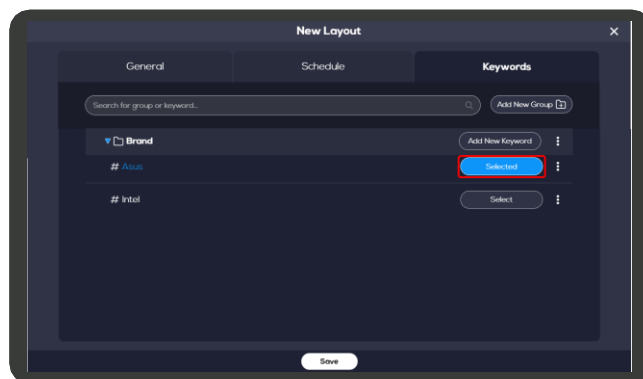 New Layout
General Schedule Keywords
Search for group or keyword... Add New Group
Brand Add New Keyword
# Asus Selected
# Intel Select
Save